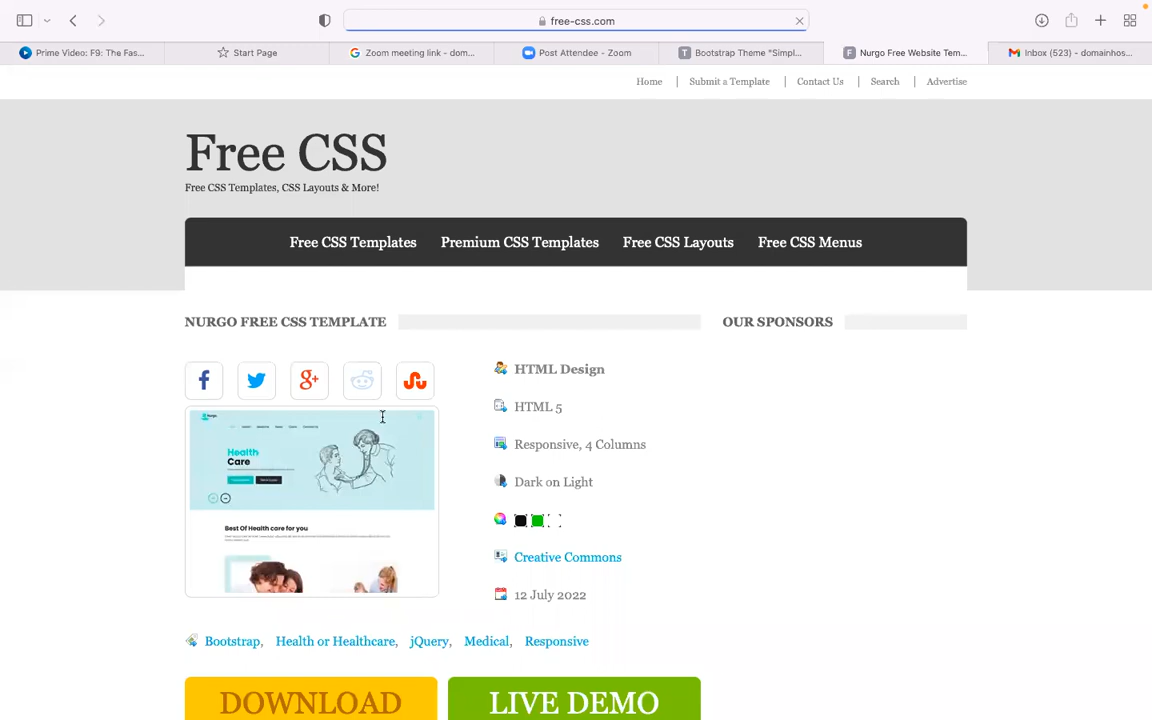 free-css.com
Prime Video: F9: The Fas...
Start Page
Zoom meeting link - dom...
Post Attendee - Zoom
Bootstrap Theme "Simpl...
Nurgo Free Website Tem...
Inbox (523) - domainhos...
Home
Submit a Template
Contact Us
Search
Advertise
Free CSS
Free CSS Templates, CSS Layouts & More!
Free CSS Templates
Premium CSS Templates
Free CSS Layouts
Free CSS Menus
NURGO FREE CSS TEMPLATE
OUR SPONSORS
HTML Design
HTML 5
Responsive, 4 Columns
Dark on Light
Creative Commons
12 July 2022
Nurgo
Health
Care
Best Of Health care for you
Bootstrap, Health or Healthcare, jQuery, Medical, Responsive
DOWNLOAD
LIVE DEMO